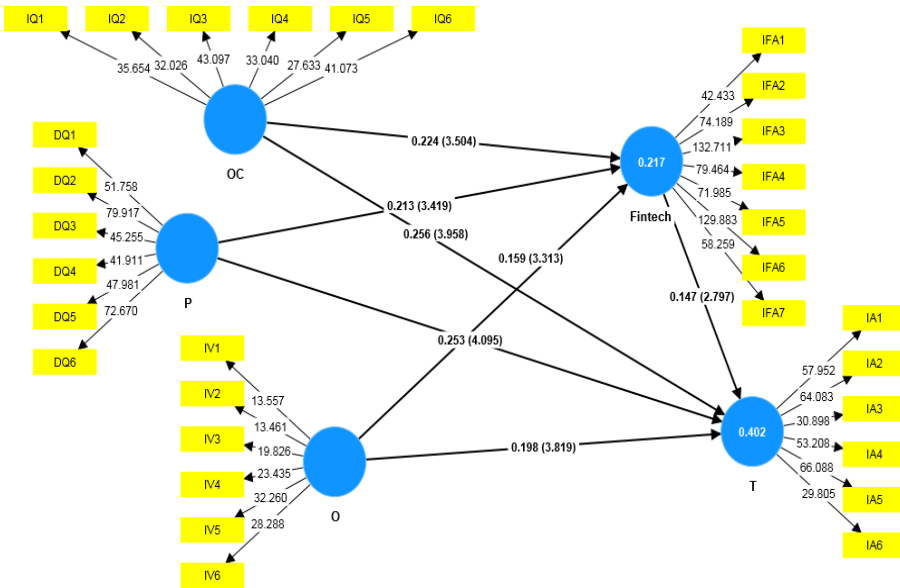 IQ1
IQ2
IQ3
IQ4
IQ5
IQ6
35.654
32.026
43.097
33.040
27.633
41.073
OC
DQ1
DQ2
DQ3
DQ4
DQ5
DQ6
51.758
79.917
45.255
41.911
47.981
72.670
P
IV1
IV2
IV3
IV4
IV5
IV6
13.557
13.461
19.826
23.435
32.260
28.288
O
0.224 (3.504)
0.213 (3.419)
0.256 (3.958)
0.159 (3.313)
0.253 (4.095)
0.198 (3.819)
0.147 (2.797)
0.217
Fintech
IFA1
IFA2
IFA3
IFA4
IFA5
IFA6
IFA7
42.433
74.189
132.711
79.464
71.985
129.883
58.259
0.402
T
IA1
IA2
IA3
IA4
IA5
IA6
57.952
64.083
30.898
53.208
66.088
29.805